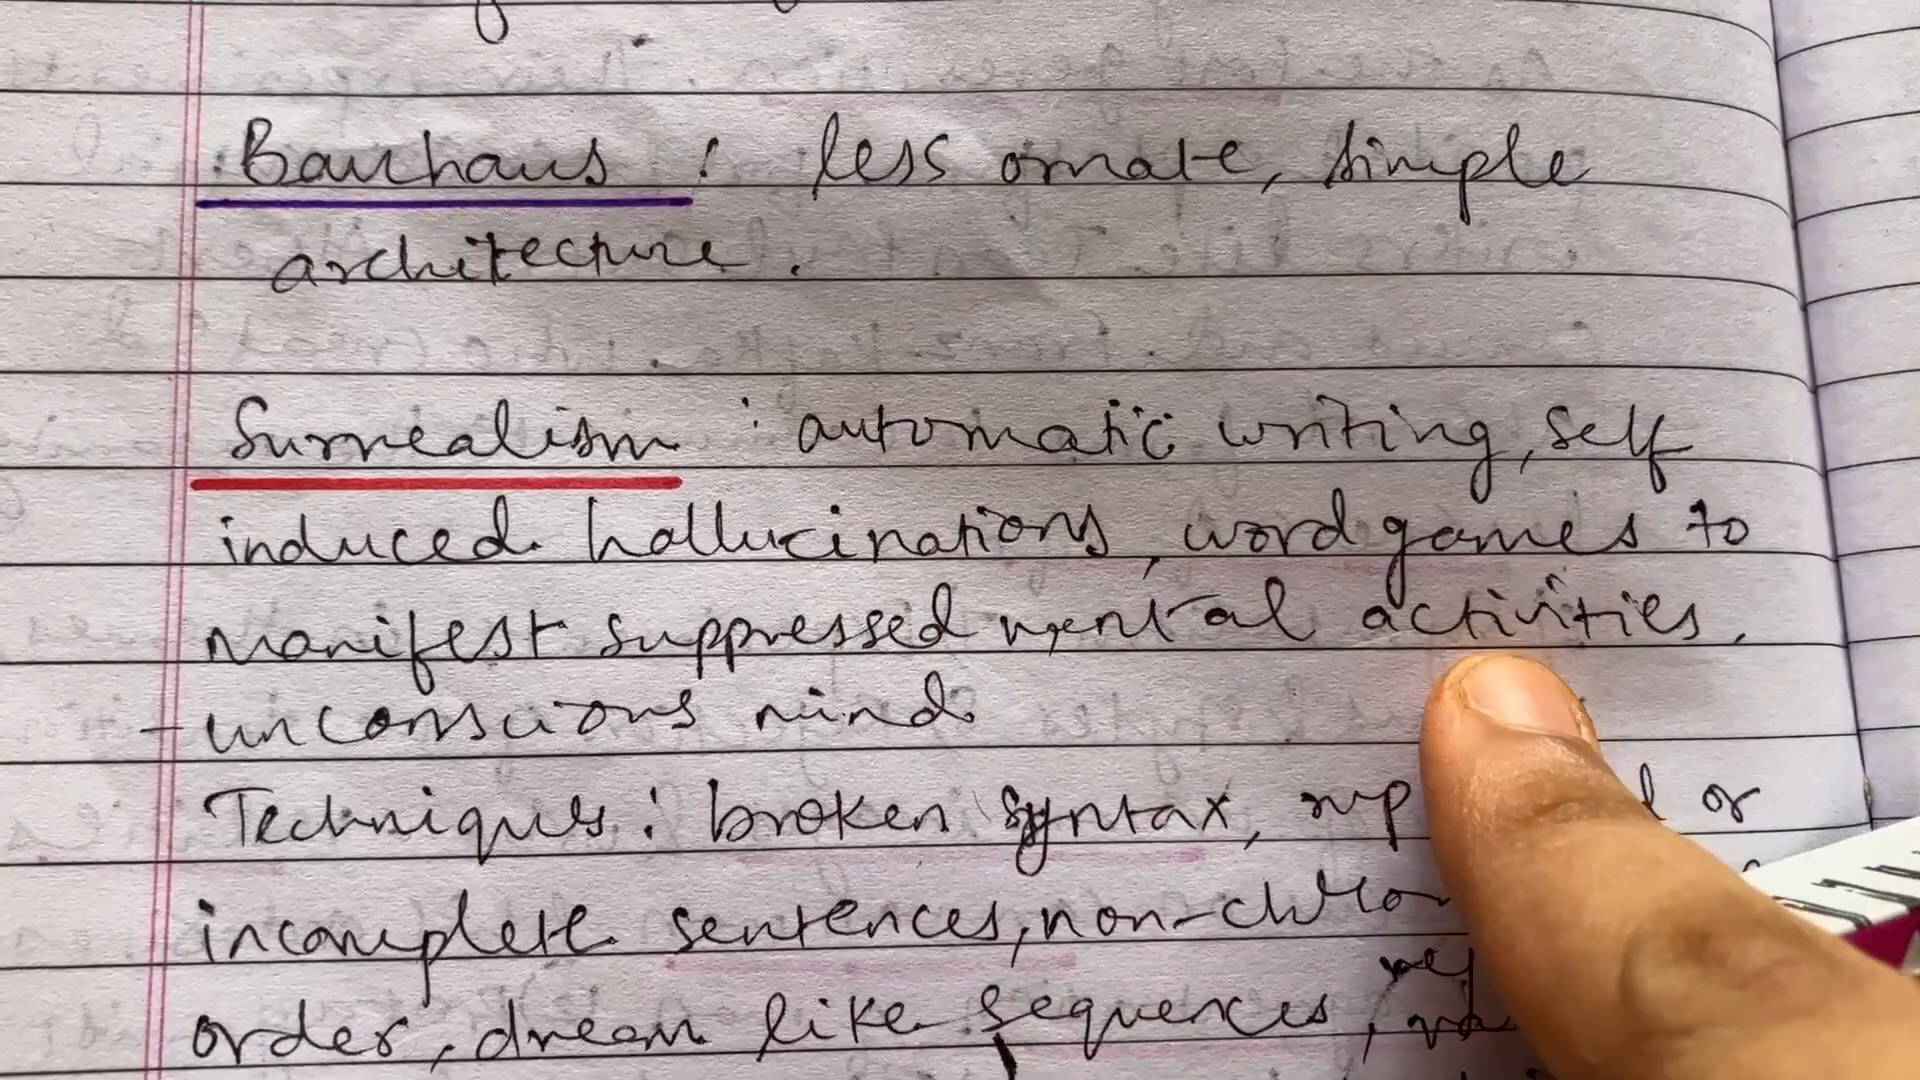 Bauhaus : less ornate, simple
architecture.
Surrealism : automatic writing, self
induced hallucinations, word games to
manifest suppressed mental activities.
- unconscious mind
Techniques : broken syntax, or
incomplete sentences, non-
order, dream like sequences,